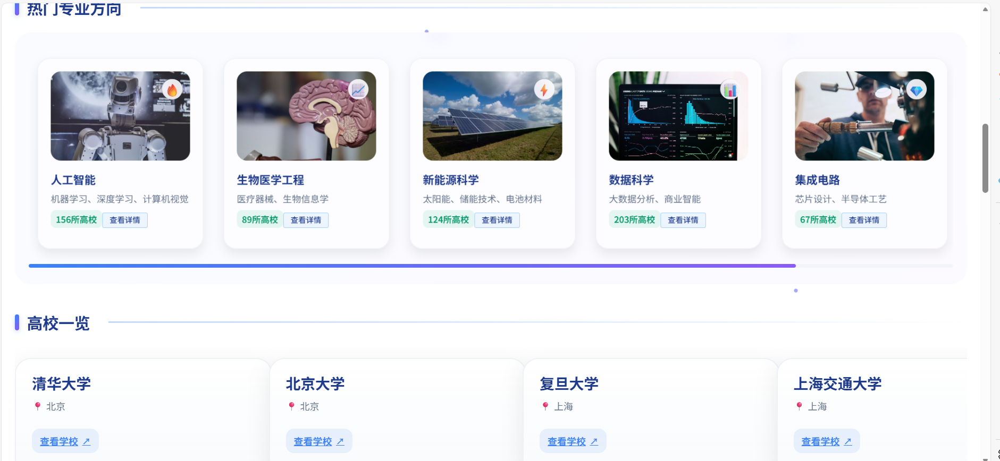 热门专业方向
人工智能
机器学习、深度学习、计算机视觉
156所高校 查看详情
生物医学工程
医疗器械、生物信息学
89所高校 查看详情
新能源科学
太阳能、储能技术、电池材料
124所高校 查看详情
数据科学
大数据分析、商业智能
203所高校 查看详情
集成电路
芯片设计、半导体工艺
67所高校 查看详情
高校一览
清华大学
北京
查看学校 ↗
北京大学
北京
查看学校 ↗
复旦大学
上海
查看学校 ↗
上海交通大学
上海
查看学校 ↗